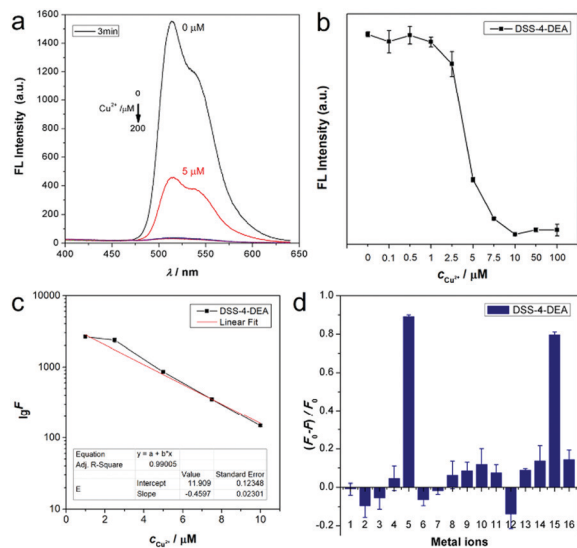 a
3min
0 μM
0
Cu²⁺ /μM
200
5 μM
FL Intensity (a.u.)
1600
1400
1200
1000
800
600
400
200
0
400 450 500 550 600 650
λ / nm
b
DSS-4-DEA
FL Intensity (a.u.)
0 0.1 0.5 1 2.5 5 7.5 10 50 100
c Cu²⁺ / μM
c
DSS-4-DEA
Linear Fit
lgF
10000
1000
100
10
Equation y = a + b*x
Adj. R-Square 0.99005
Value Standard Error
E Intercept 11.909 0.12348
Slope -0.4597 0.02301
0 2 4 6 8 10
c Cu²⁺ / μM
d
DSS-4-DEA
(F₀-F) / F₀
1.0
0.8
0.6
0.4
0.2
0.0
-0.2
1 2 3 4 5 6 7 8 9 10 11 12 13 14 15 16
Metal ions